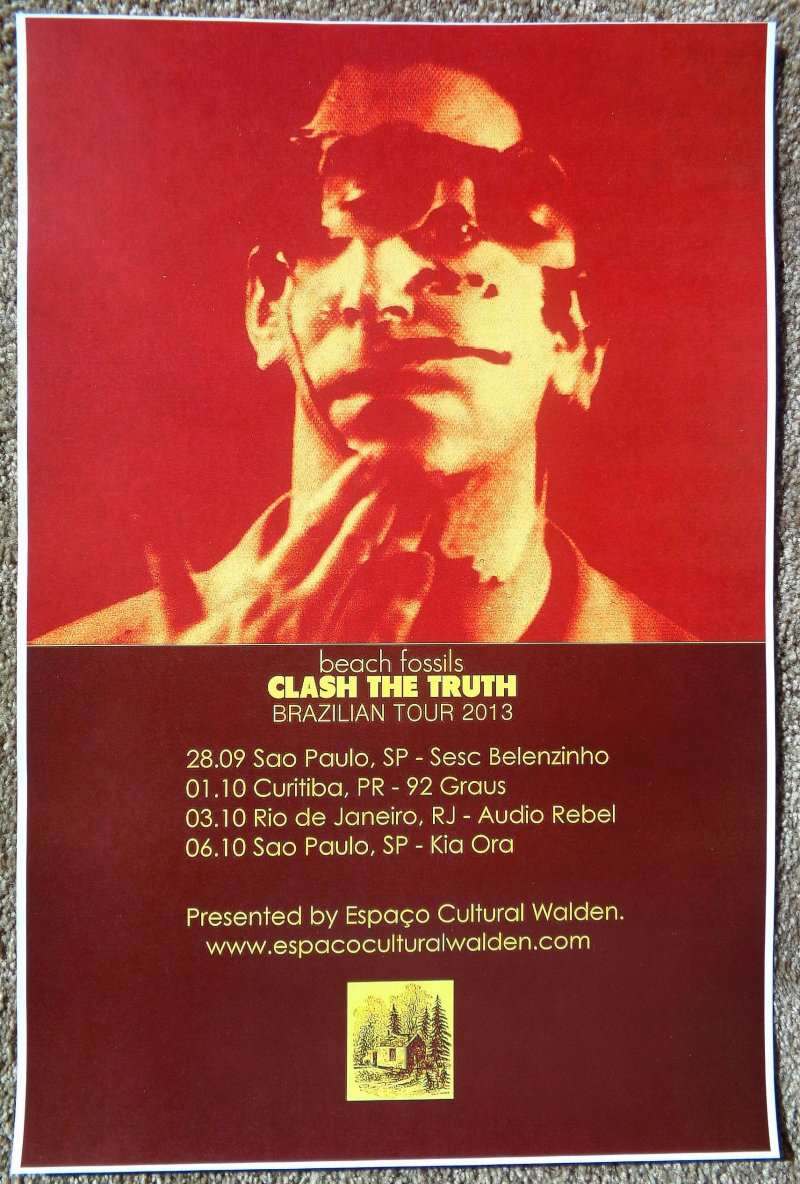 beach fossils
CLASH THE TRUTH
BRAZILIAN TOUR 2013
28.09 Sao Paulo, SP - Sesc Belenzinho
01.10 Curitiba, PR - 92 Graus
03.10 Rio de Janeiro, RJ - Audio Rebel
06.10 Sao Paulo, SP - Kia Ora
Presented by Espaço Cultural Walden.
www.espacoculturalwalden.com